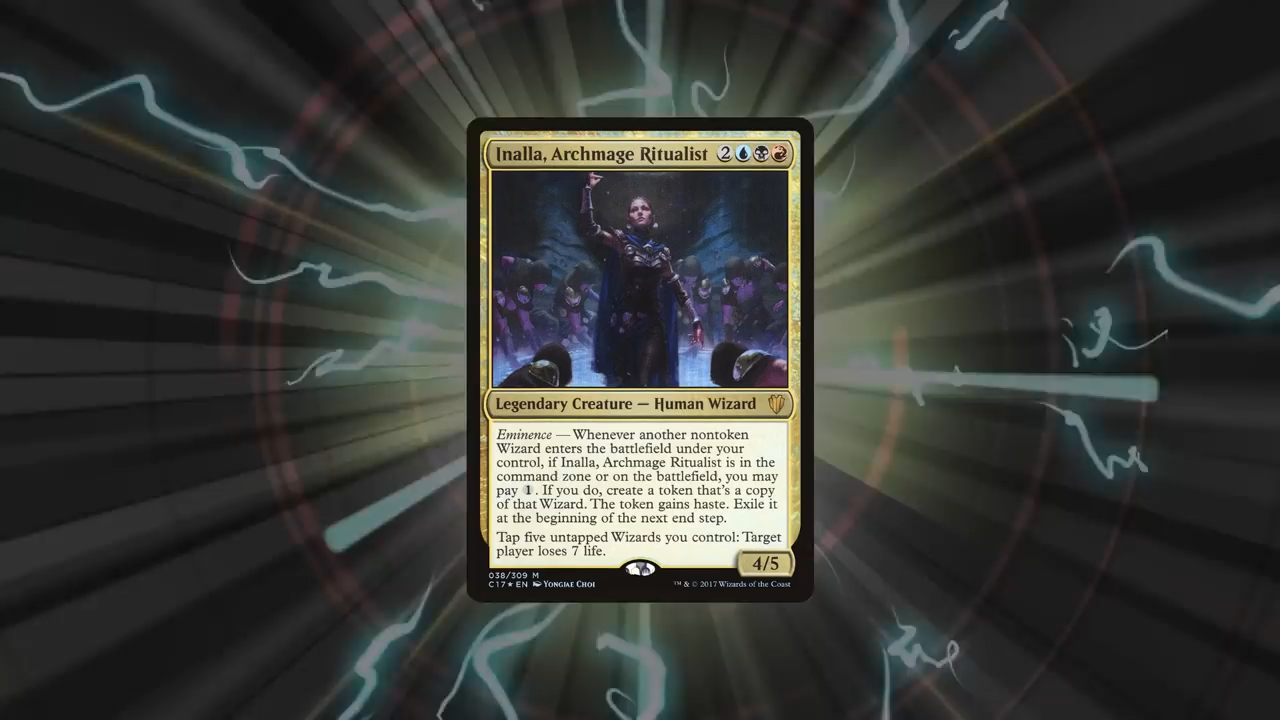 Inalla, Archmage Ritualist 2
Legendary Creature — Human Wizard
Eminence — Whenever another nontoken
Wizard enters the battlefield under your
control, if Inalla, Archmage Ritualist is in the
command zone or on the battlefield, you may
pay 1. If you do, create a token that's a copy
of that Wizard. The token gains haste. Exile it
at the beginning of the next end step.
Tap five untapped Wizards you control: Target
player loses 7 life.
4/5
038/309 M
C17★EN Yongjae Choi
™ & © 2017 Wizards of the Coast